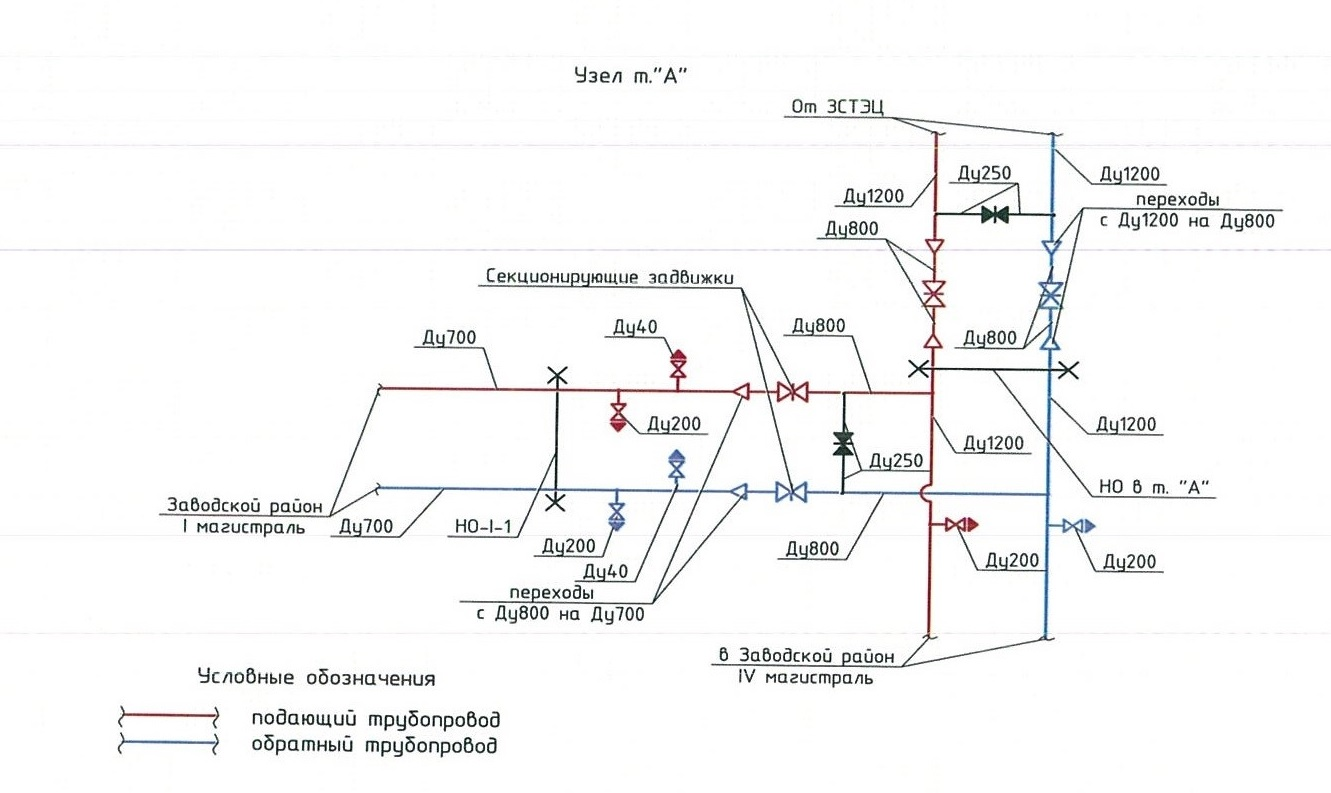 Узел т."А"
От ЗСТЭЦ
Ду250
Ду1200
Ду1200
переходы
с Ду1200 на Ду800
Ду800
Секционирующие задвижки
Ду700
Ду40
Ду800
Ду800
Ду200
Ду1200
Ду1200
Ду250
Заводской район
I магистраль
Ду700
НО-I-1
НО в т. "А"
Ду200
Ду40
Ду800
Ду200
Ду200
переходы
с Ду800 на Ду700
в Заводской район
IV магистраль
Условные обозначения
подающий трубопровод
обратный трубопровод